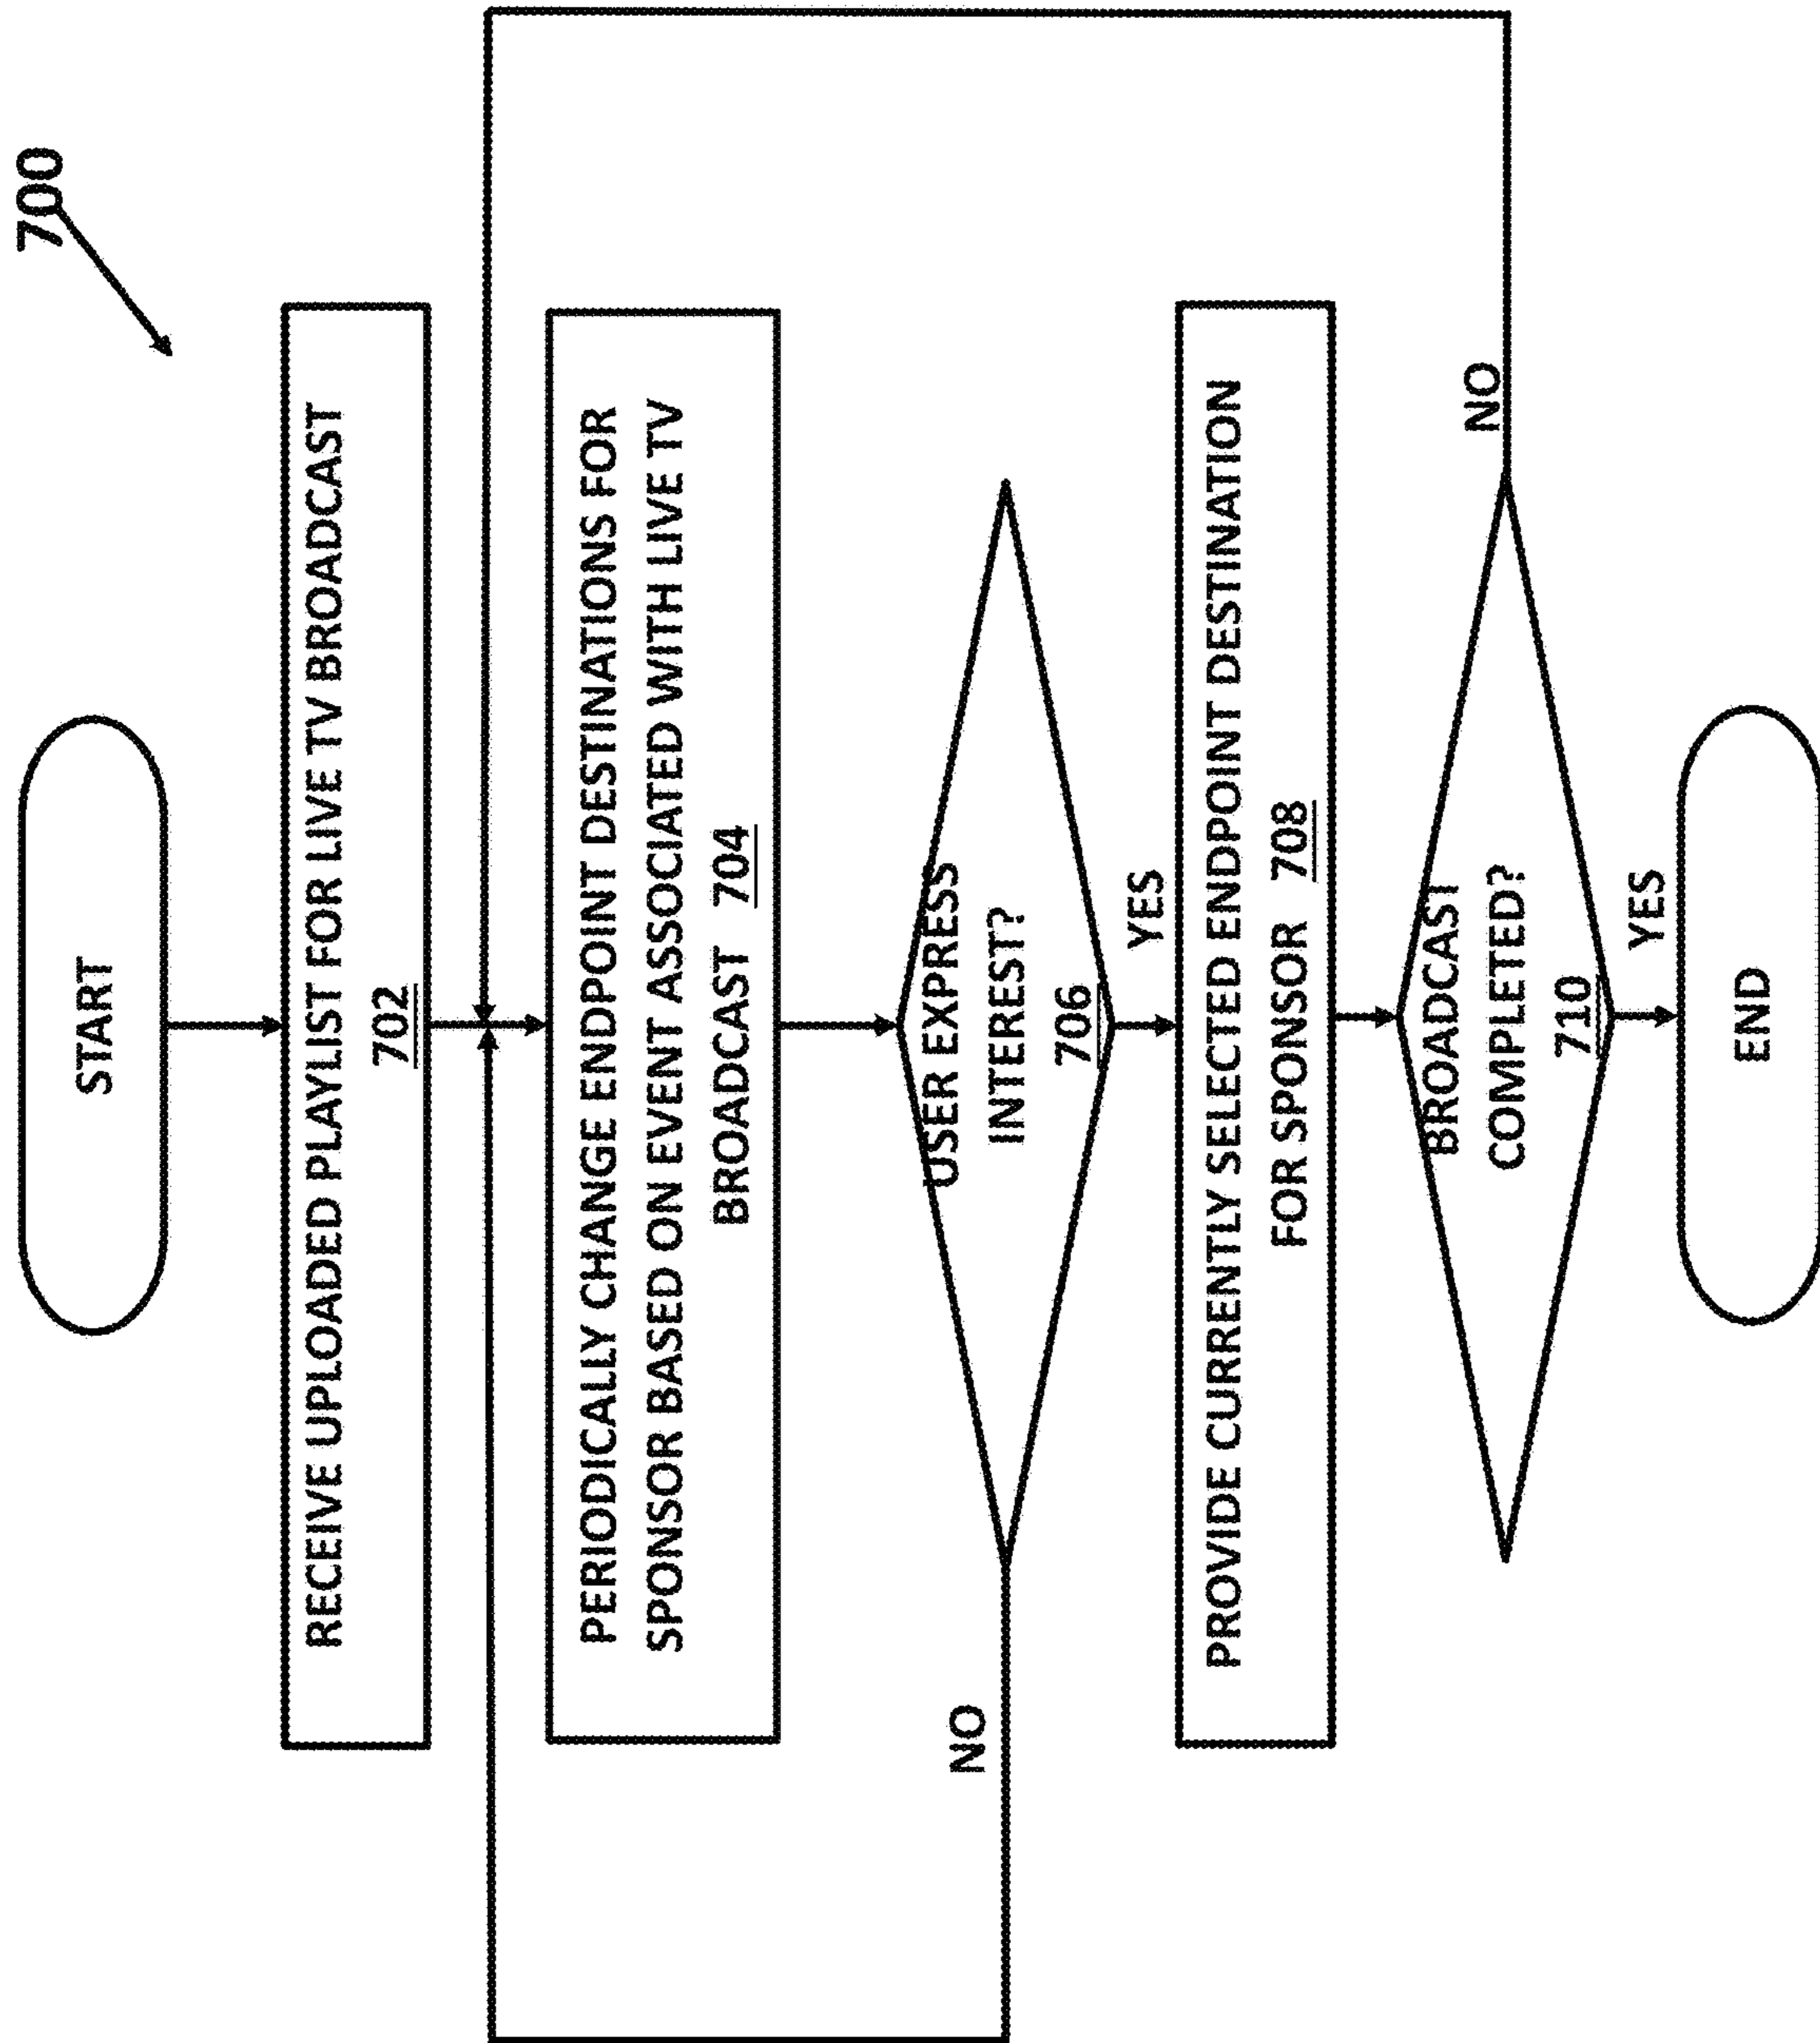 700
START
RECEIVE UPLOADED PLAYLIST FOR LIVE TV BROADCAST
702
PERIODICALLY CHANGE ENDPOINT DESTINATIONS FOR
SPONSOR BASED ON EVENT ASSOCIATED WITH LIVE TV
BROADCAST 704
USER EXPRESS
INTEREST?
706
NO
YES
PROVIDE CURRENTLY SELECTED ENDPOINT DESTINATION
FOR SPONSOR 708
BROADCAST
COMPLETED?
710
NO
YES
END